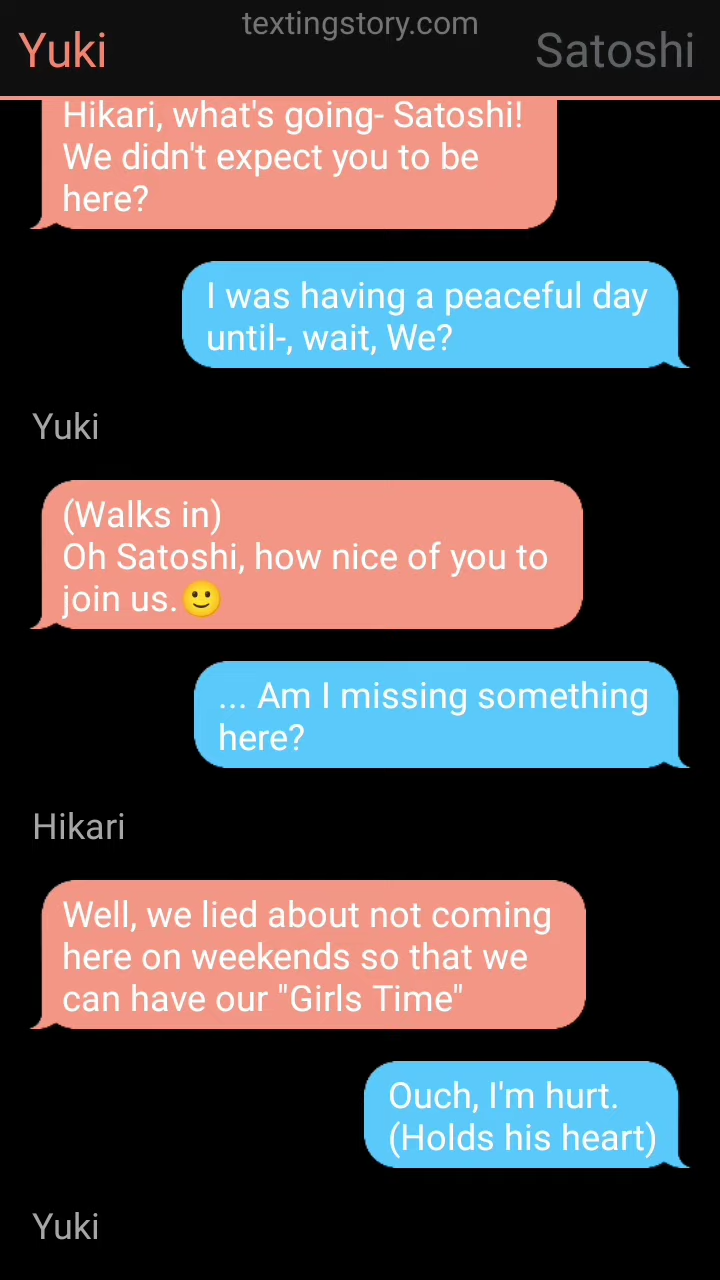 textingstory.com
Yuki
Satoshi
Hikari, what's going- Satoshi!
We didn't expect you to be
here?
I was having a peaceful day
until-, wait, We?
Yuki
(Walks in)
Oh Satoshi, how nice of you to
join us.🙂
... Am I missing something
here?
Hikari
Well, we lied about not coming
here on weekends so that we
can have our "Girls Time"
Ouch, I'm hurt.
(Holds his heart)
Yuki